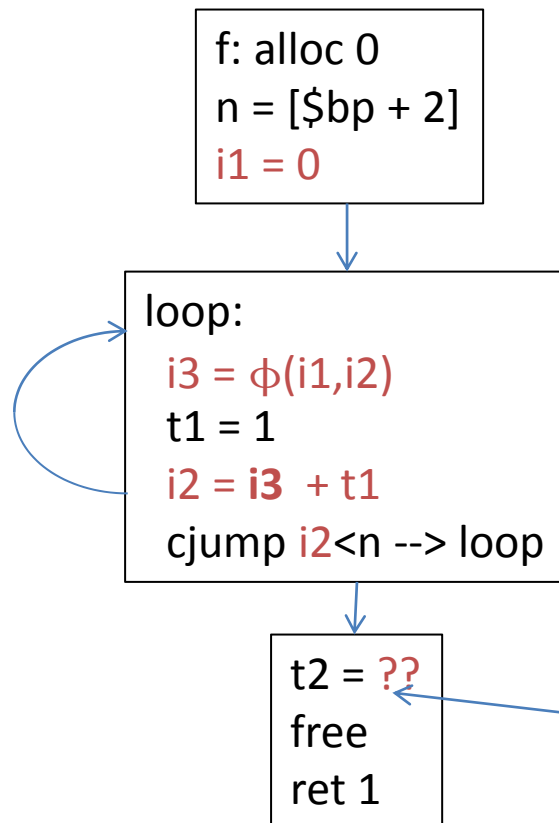 f: alloc 0
n = [$bp + 2]
i1 = 0
loop:
i3 = ϕ(i1,i2)
t1 = 1
i2 = i3 + t1
cjump i2<n --> loop
t2 = ??
free
ret 1